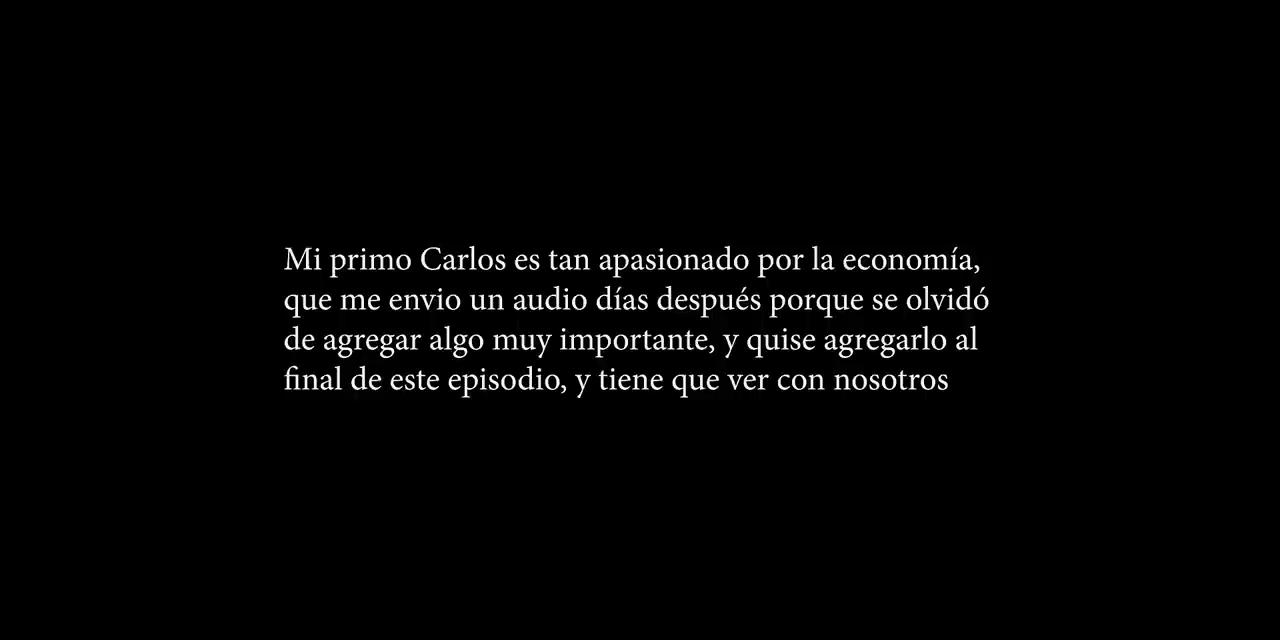 Mi primo Carlos es tan apasionado por la economía,
que me envio un audio días después porque se olvidó
de agregar algo muy importante, y quise agregarlo al
final de este episodio, y tiene que ver con nosotros